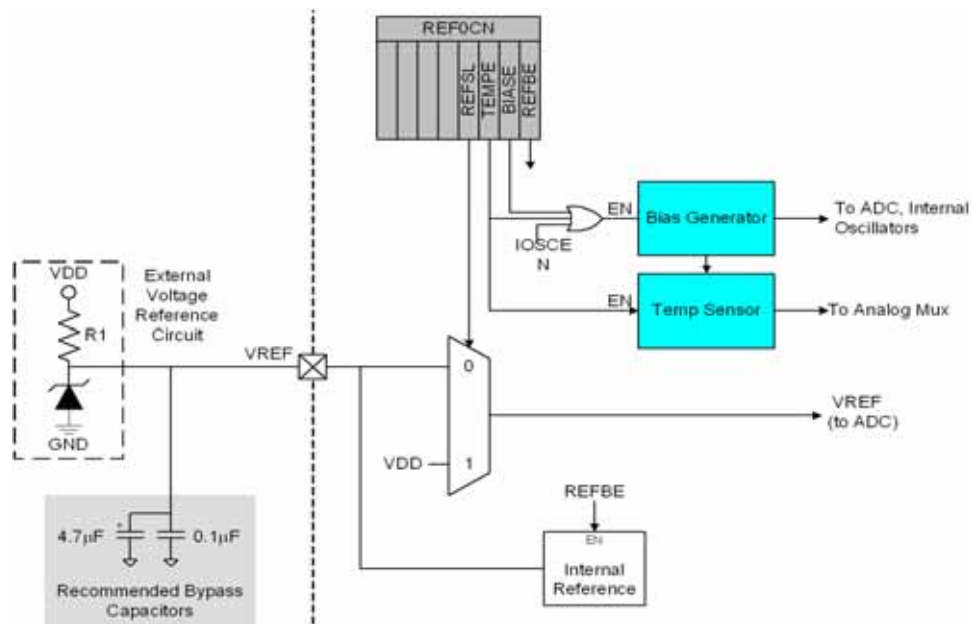 REF0CN
REFSL
TEMPE
BIASE
REFBE
EN
Bias Generator
To ADC, Internal
Oscillators
IOSCE
N
EN
Temp Sensor
To Analog Mux
VDD
External
Voltage
Reference
Circuit
R1
VREF
GND
0
VREF
(to ADC)
VDD
1
REFBE
EN
Internal
Reference
4.7µF
+
0.1µF
Recommended Bypass
Capacitors